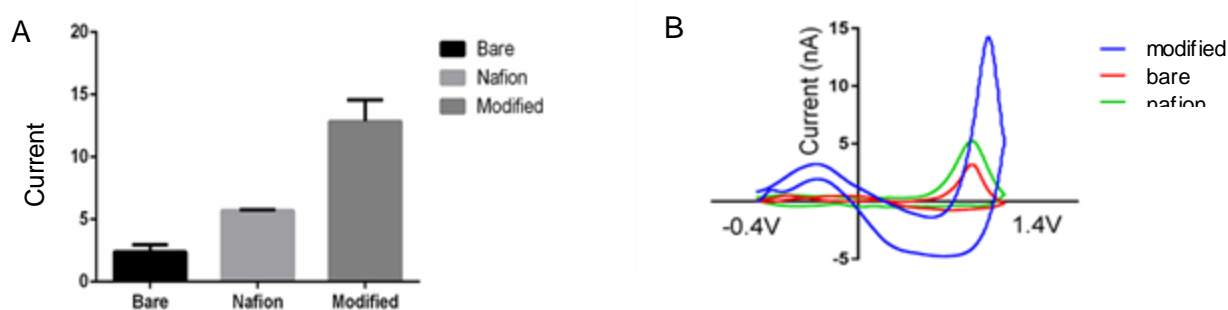 A
20
15
10
5
0
Current
Bare
Nafion
Modified
Bare
Nafion
Modified
B
Current (nA)
15
10
5
-5
-0.4V
1.4V
modified
bare
nafion